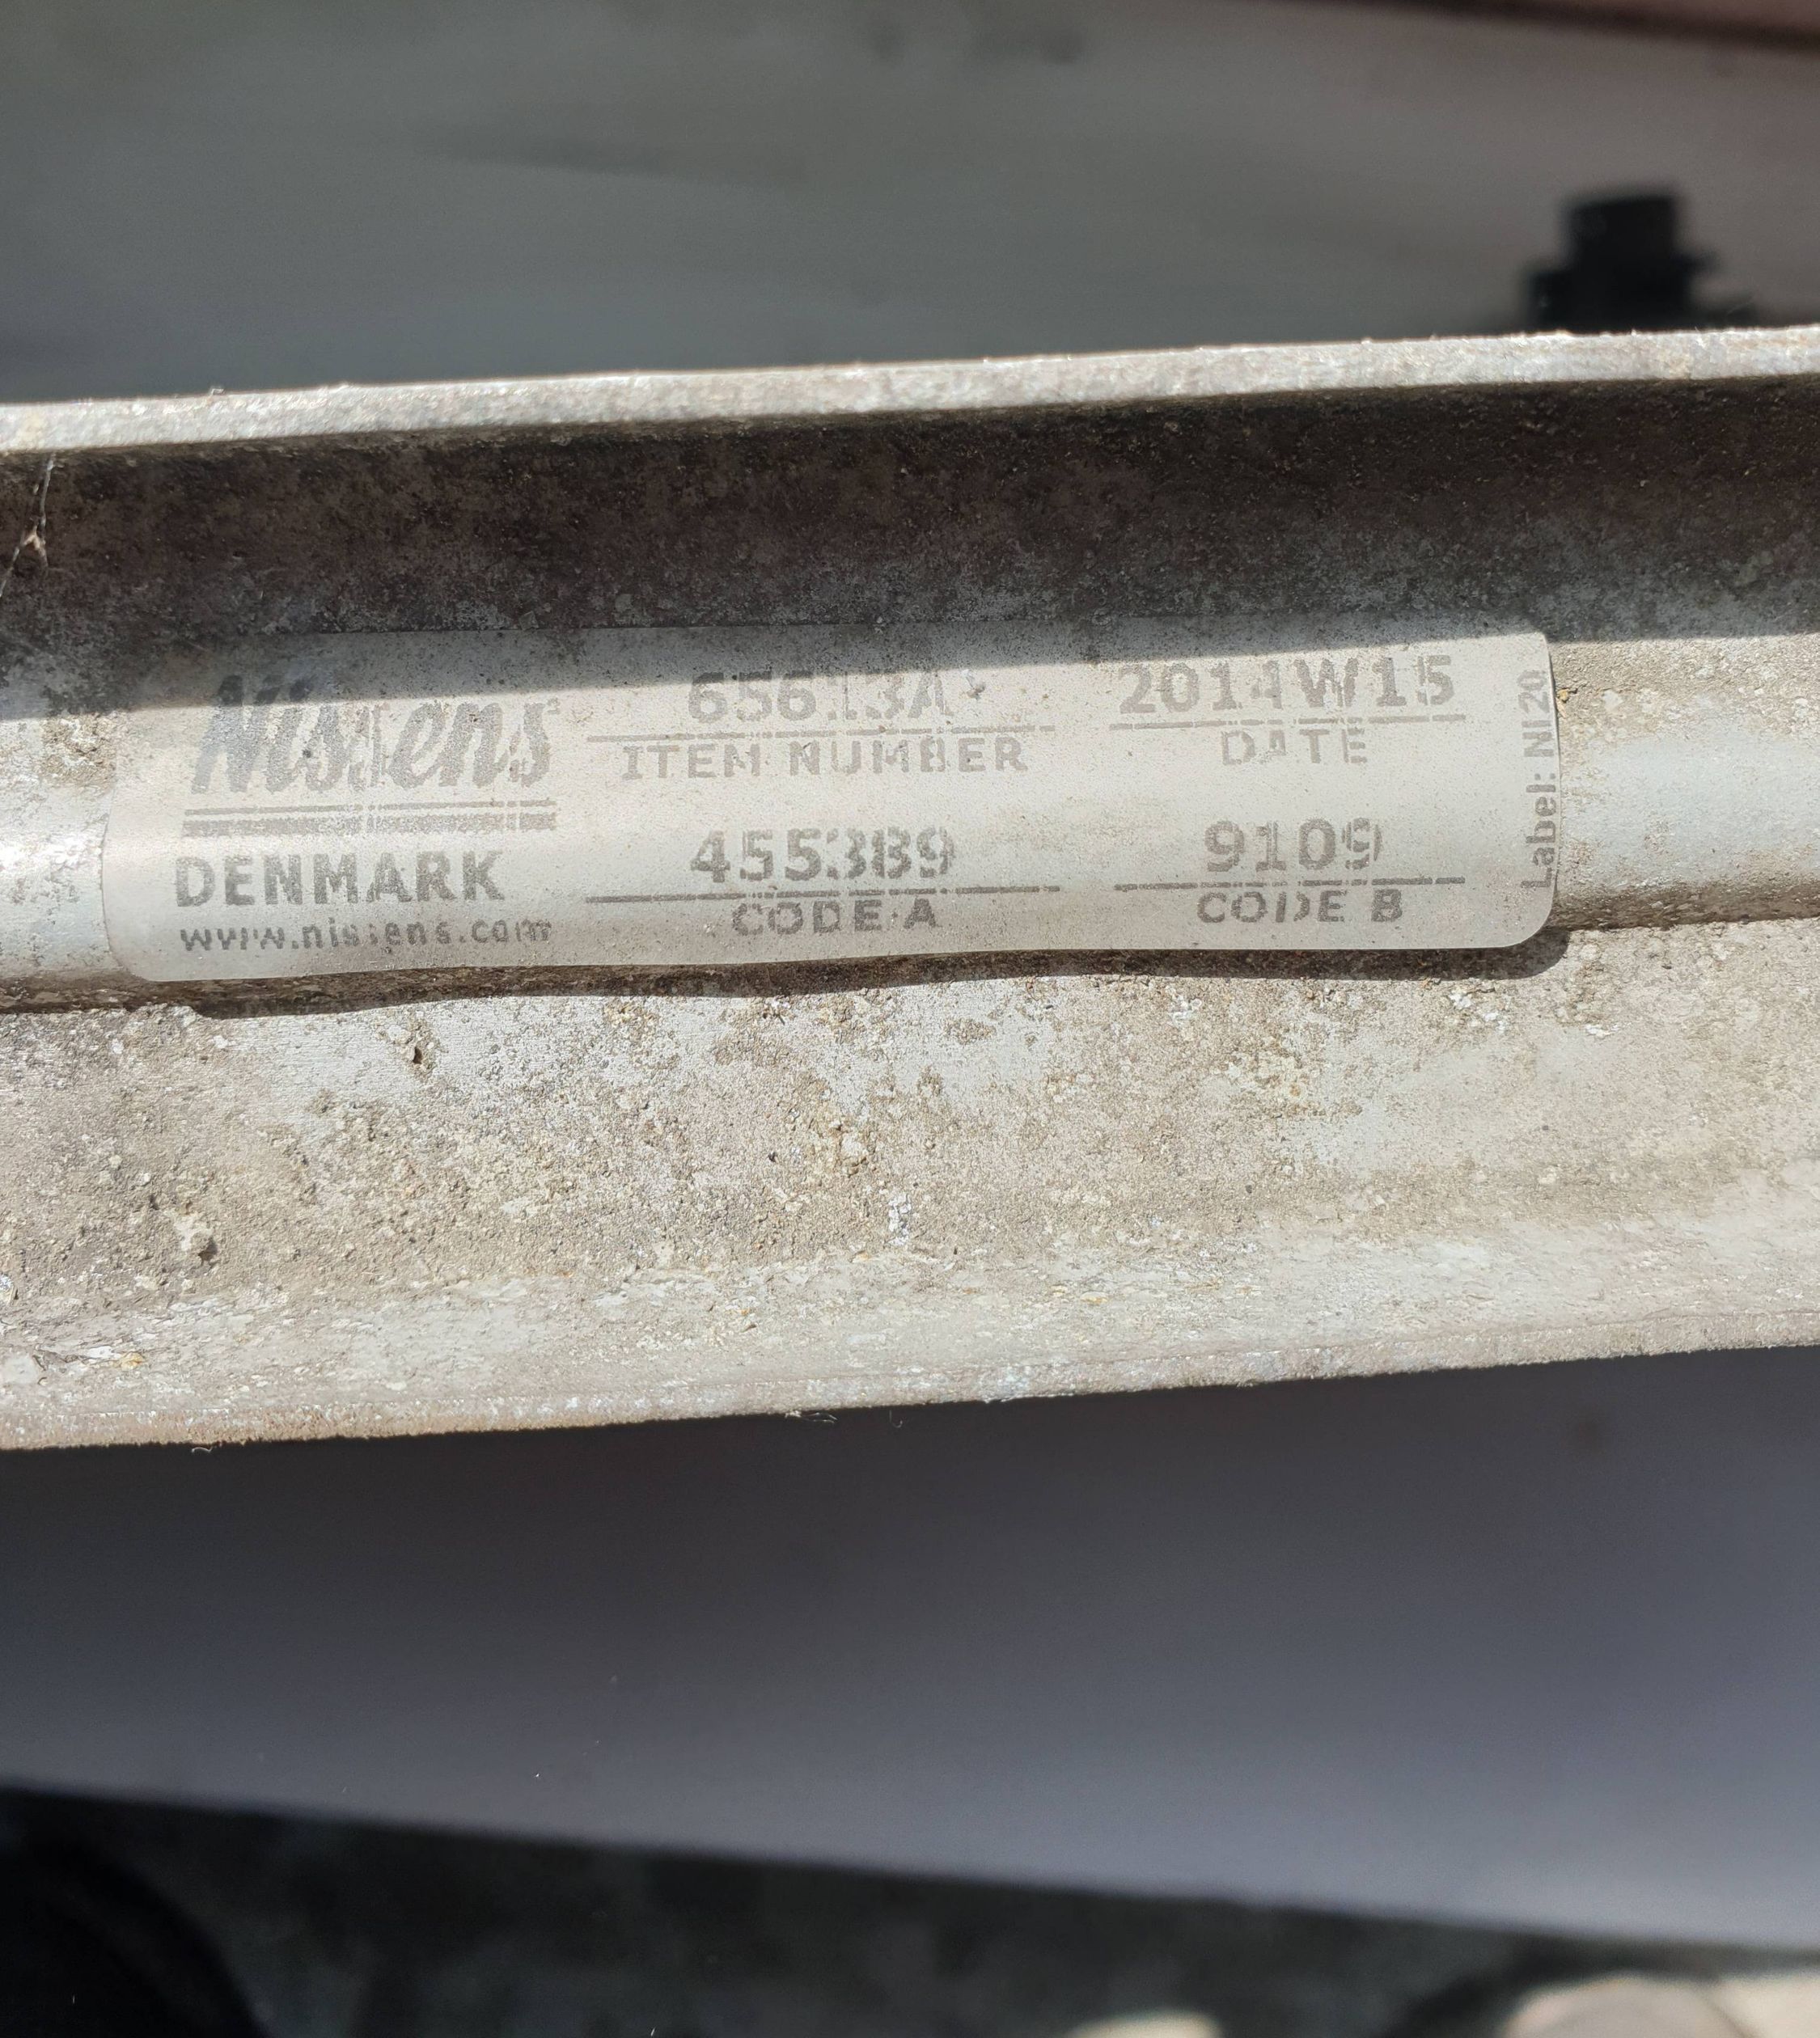 Nissens
DENMARK
www.nissens.com
65613A
ITEM NUMBER
2014W15
DATE
455389
CODE A
9109
CODE B
Label: NI20